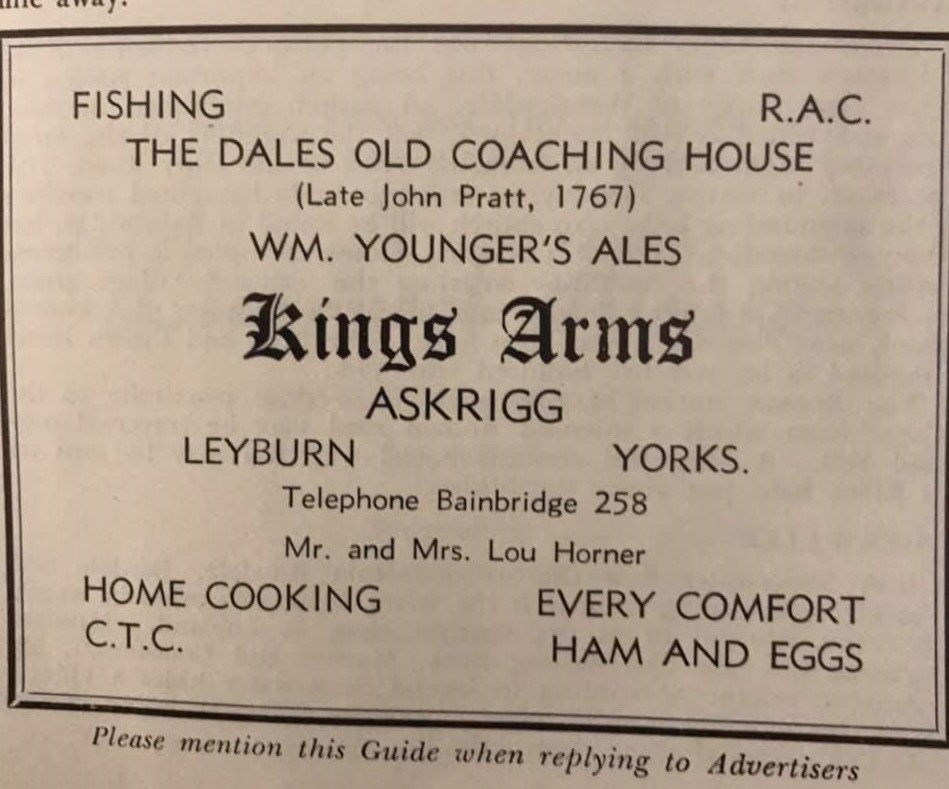 away.
FISHING R.A.C.
THE DALES OLD COACHING HOUSE
(Late John Pratt, 1767)
WM. YOUNGER'S ALES
Kings Arms
ASKRIGG
LEYBURN YORKS.
Telephone Bainbridge 258
Mr. and Mrs. Lou Horner
HOME COOKING EVERY COMFORT
C.T.C. HAM AND EGGS
Please mention this Guide when replying to Advertisers